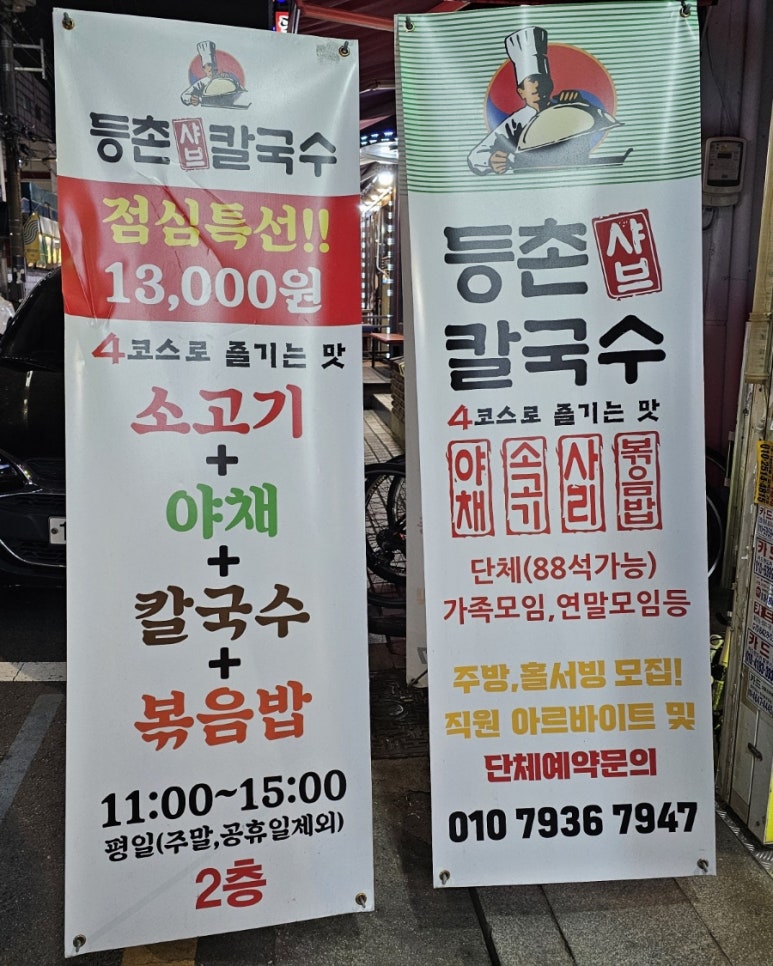 등촌샤브칼국수
점심특선!!
13,000원
4코스로 즐기는 맛
소고기
+
야채
+
칼국수
+
볶음밥
11:00~15:00
평일(주말,공휴일제외)
2층
등촌샤브
칼국수
4코스로 즐기는 맛
야채 소고기 사리 볶음밥
단체(88석가능)
가족모임,연말모임등
주방,홀서빙 모집!
직원 아르바이트 및
단체예약문의
010 7936 7947
카드
카드